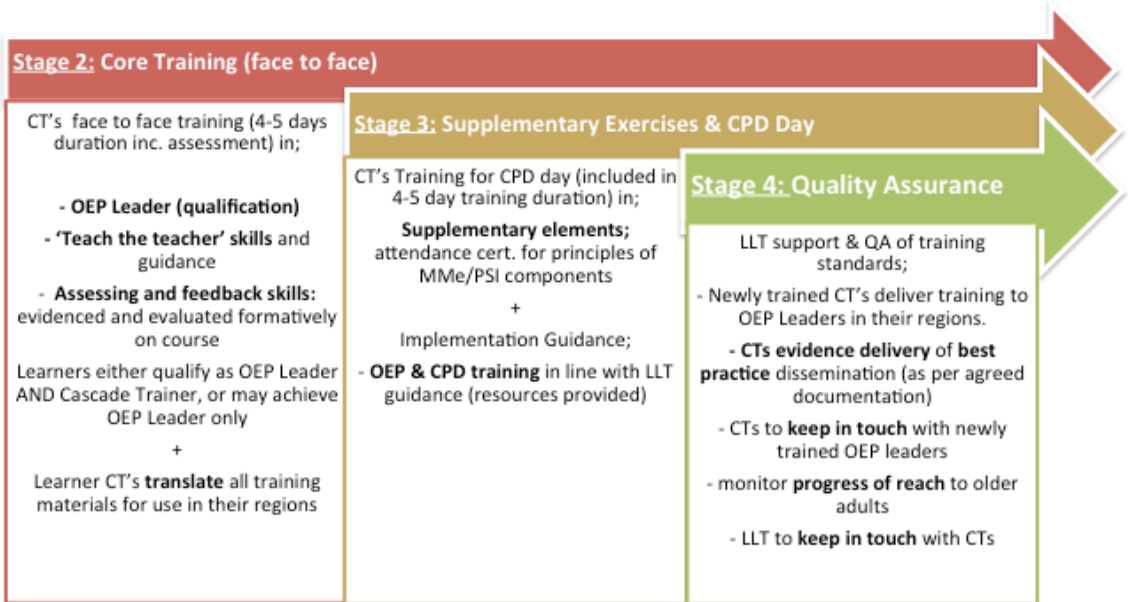 Stage 2: Core Training (face to face)
CT's face to face training (4-5 days
duration inc. assessment) in;
- OEP Leader (qualification)
- 'Teach the teacher' skills and
guidance
- Assessing and feedback skills:
evidenced and evaluated formatively
on course
Learners either qualify as OEP Leader
AND Cascade Trainer, or may achieve
OEP Leader only
+
Learner CT's translate all training
materials for use in their regions
Stage 3: Supplementary Exercises & CPD Day
CT's Training for CPD day (included in
4-5 day training duration) in;
Supplementary elements;
attendance cert. for principles of
MMe/PSI components
+
Implementation Guidance;
- OEP & CPD training in line with LLT
guidance (resources provided)
Stage 4: Quality Assurance
LLT support & QA of training
standards;
- Newly trained CT's deliver training to
OEP Leaders in their regions.
- CTs evidence delivery of best
practice dissemination (as per agreed
documentation)
- CTs to keep in touch with newly
trained OEP leaders
- monitor progress of reach to older
adults
- LLT to keep in touch with CTs